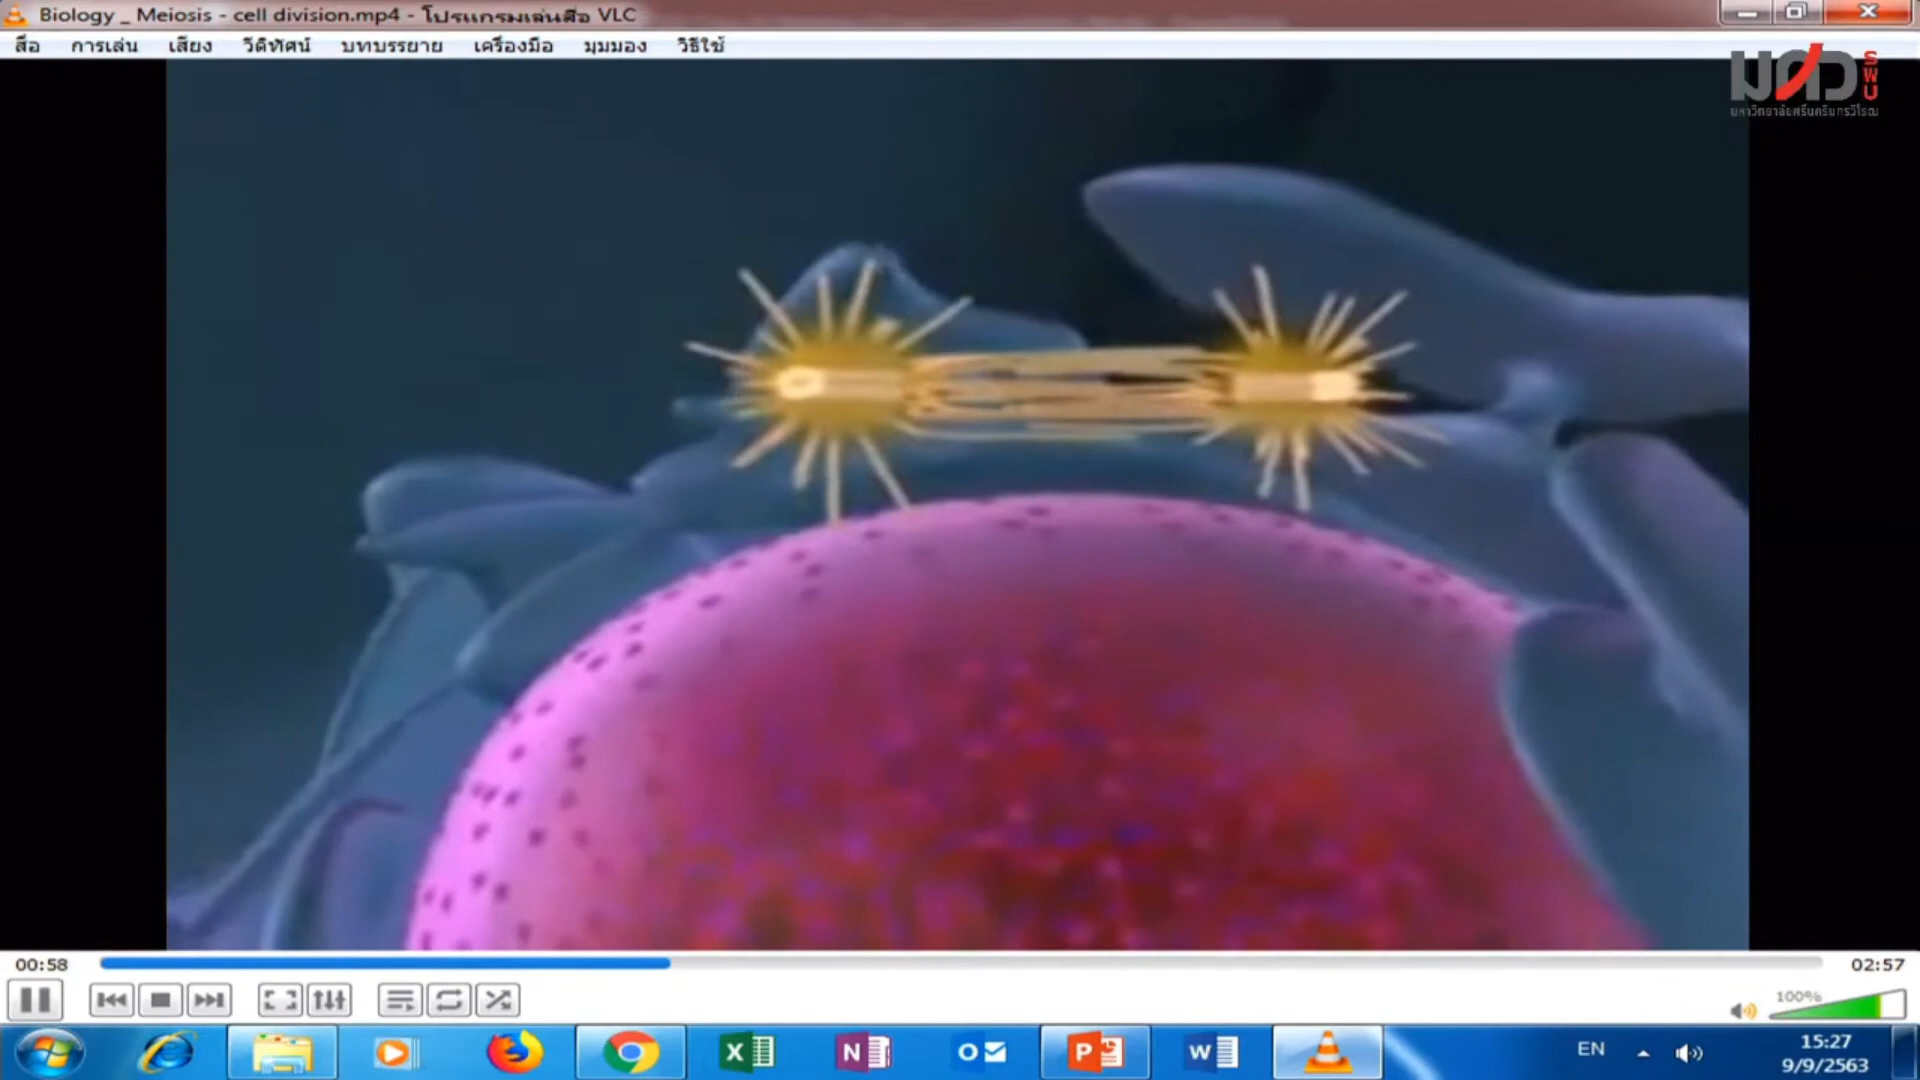 Biology _ Meiosis - cell division.mp4 - โปรแกรมเล่นสื่อ VLC
สื่อ การเล่น เสียง วีดิทัศน์ บทบรรยาย เครื่องมือ มุมมอง วิธีใช้
มศว
SWU
มหาวิทยาลัยศรีนครินทรวิโรฒ
00:58 02:57
100%
EN 15:27
9/9/2563